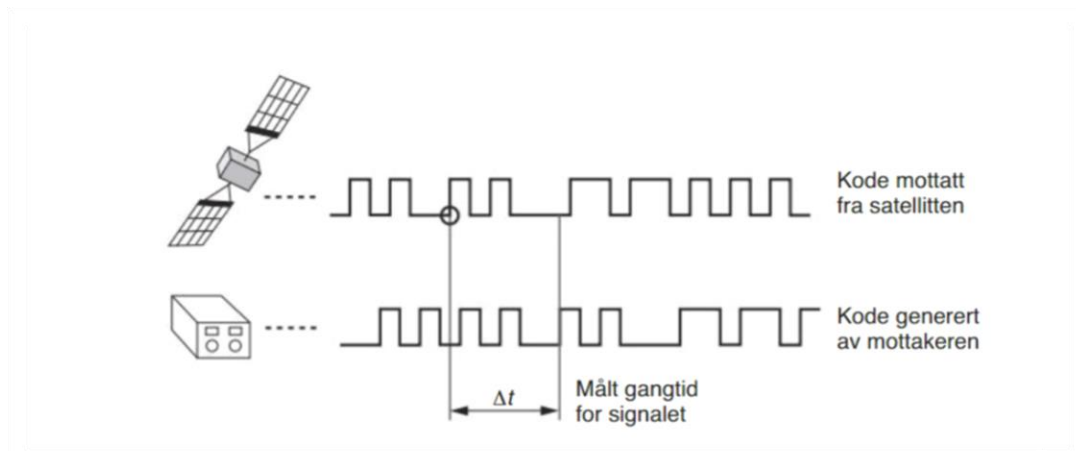 Kode mottatt
fra satellitten
Kode generert
av mottakeren
Δt
Målt gangtid
for signalet